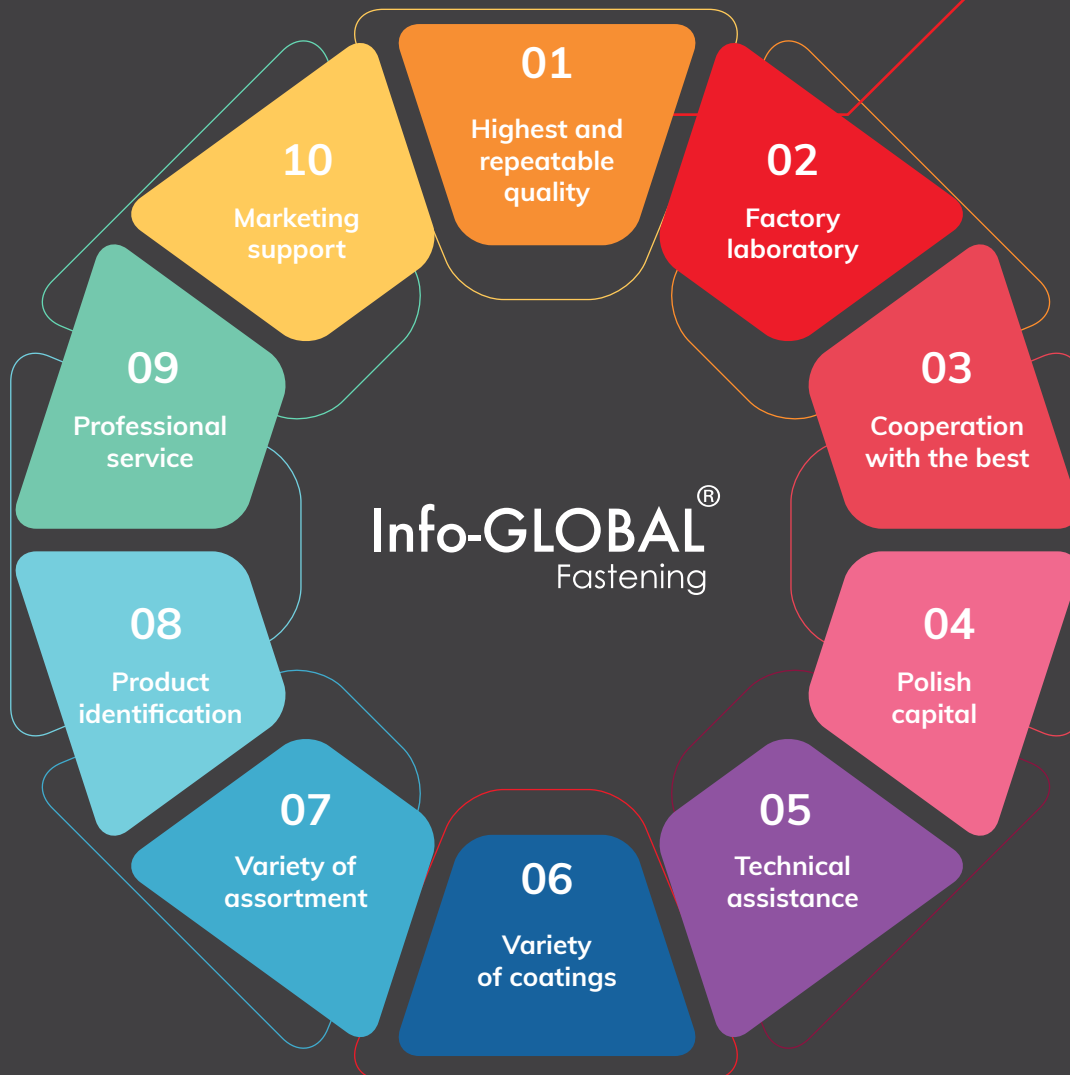 01
Highest and
repeatable
quality
02
Factory
laboratory
03
Cooperation
with the best
04
Polish
capital
05
Technical
assistance
06
Variety
of coatings
07
Variety of
assortment
08
Product
identification
09
Professional
service
10
Marketing
support
Info-GLOBAL®
Fastening